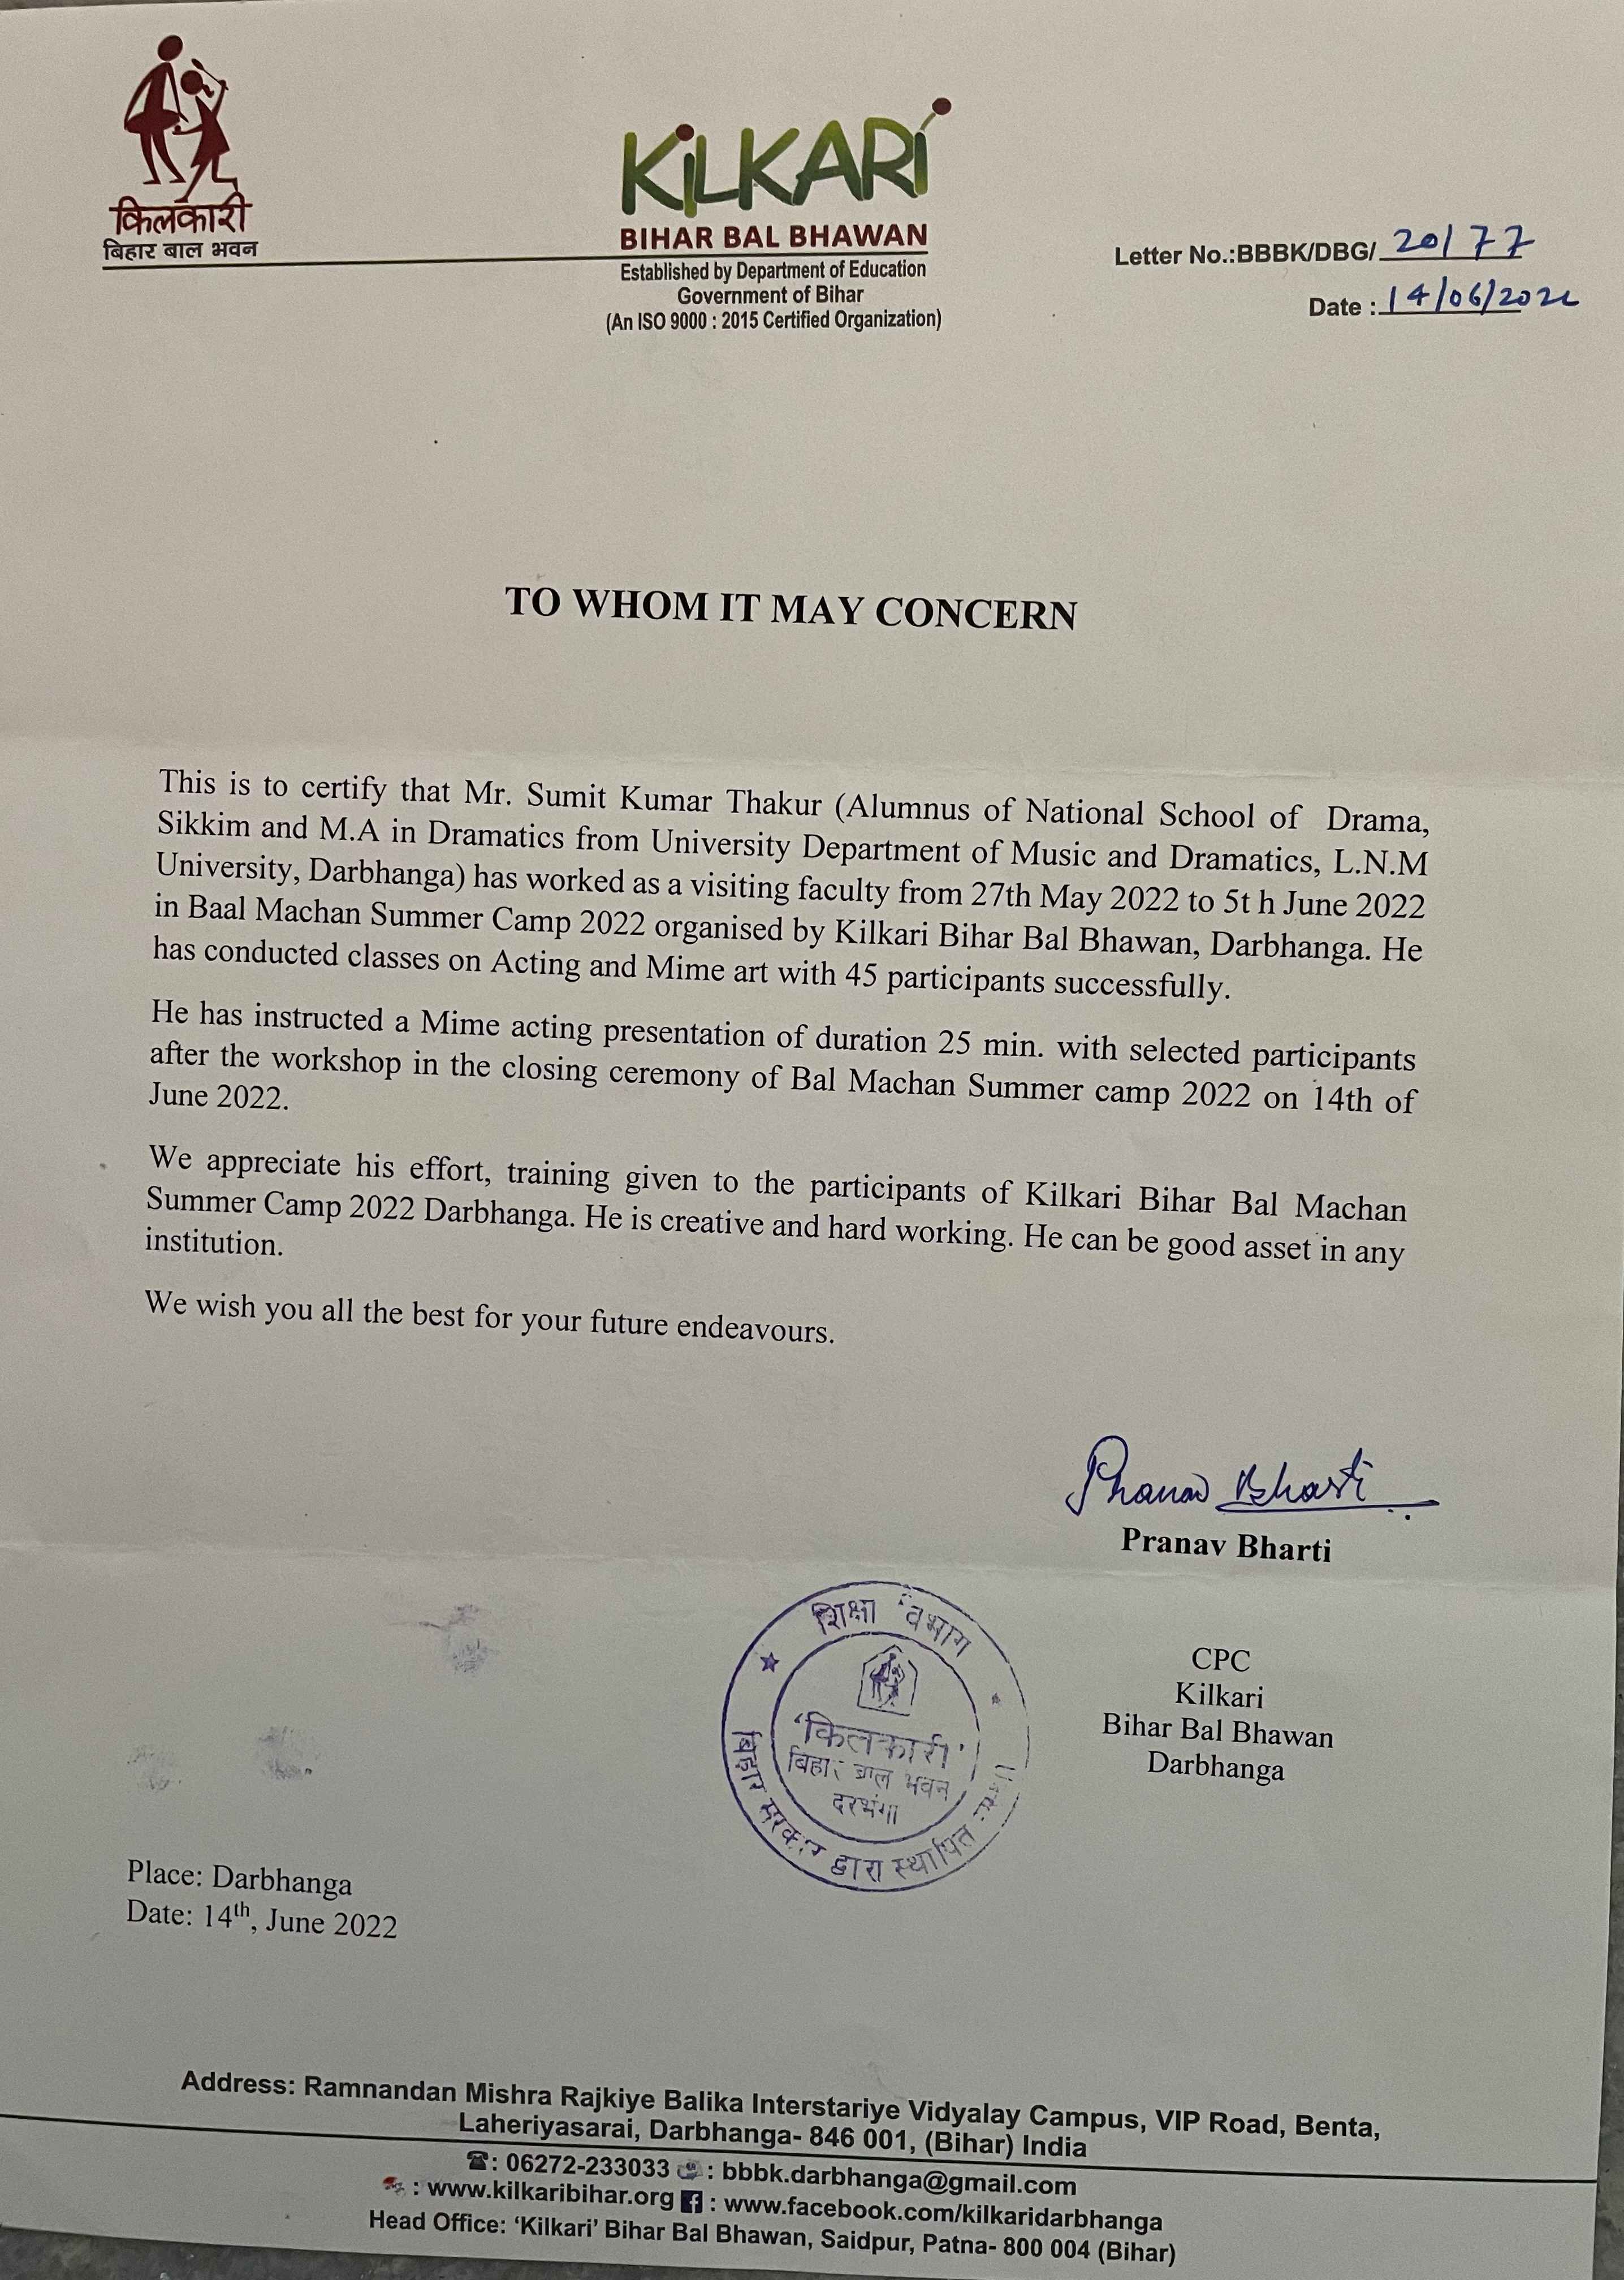 किलकारी
बिहार बाल भवन
KiLKARi
BIHAR BAL BHAWAN
Established by Department of Education
Government of Bihar
(An ISO 9000 : 2015 Certified Organization)
Letter No.:BBBK/DBG/ 20/77
Date : 14/06/2022
TO WHOM IT MAY CONCERN
This is to certify that Mr. Sumit Kumar Thakur (Alumnus of National School of Drama,
Sikkim and M.A in Dramatics from University Department of Music and Dramatics, L.N.M
University, Darbhanga) has worked as a visiting faculty from 27th May 2022 to 5t h June 2022
in Baal Machan Summer Camp 2022 organised by Kilkari Bihar Bal Bhawan, Darbhanga. He
has conducted classes on Acting and Mime art with 45 participants successfully.
He has instructed a Mime acting presentation of duration 25 min. with selected participants
after the workshop in the closing ceremony of Bal Machan Summer camp 2022 on 14th of
June 2022.
We appreciate his effort, training given to the participants of Kilkari Bihar Bal Machan
Summer Camp 2022 Darbhanga. He is creative and hard working. He can be good asset in any
institution.
We wish you all the best for your future endeavours.
Pranav Bharti
Pranav Bharti
शिक्षा विभाग
'किलकारी'
बिहार बाल भवन
दरभंगा
बिहार सरकार द्वारा स्थापित
CPC
Kilkari
Bihar Bal Bhawan
Darbhanga
Place: Darbhanga
Date: 14th, June 2022
Address: Ramnandan Mishra Rajkiye Balika Interstariye Vidyalay Campus, VIP Road, Benta,
Laheriyasarai, Darbhanga- 846 001, (Bihar) India
☎: 06272-233033 : bbbk.darbhanga@gmail.com
: www.kilkaribihar.org f : www.facebook.com/kilkaridarbhanga
Head Office: ‘Kilkari’ Bihar Bal Bhawan, Saidpur, Patna- 800 004 (Bihar)